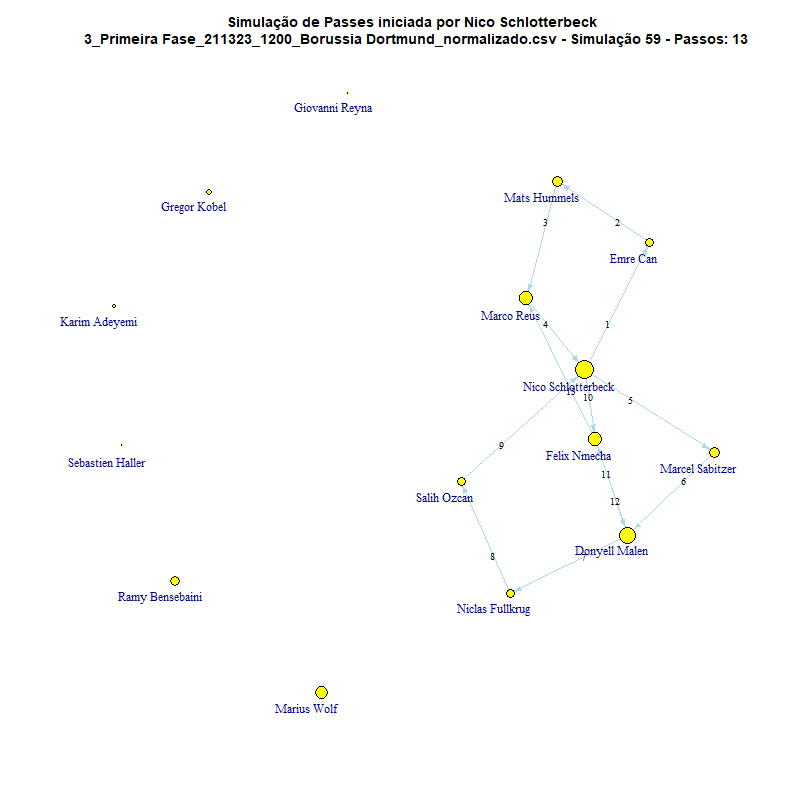 Simulação de Passes iniciada por Nico Schlotterbeck
3_Primeira Fase_211323_1200_Borussia Dortmund_normalizado.csv - Simulação 59 - Passos: 13
Giovanni Reyna
Mats Hummels
Gregor Kobel
3
2
Emre Can
Marco Reus
Karim Adeyemi
4
1
Nico Schlotterbeck
13
10
5
9
Felix Nmecha
Sebastien Haller
Marcel Sabitzer
11
6
Salih Ozcan
12
Donyell Malen
8
7
Ramy Bensebaini
Niclas Fullkrug
Marius Wolf